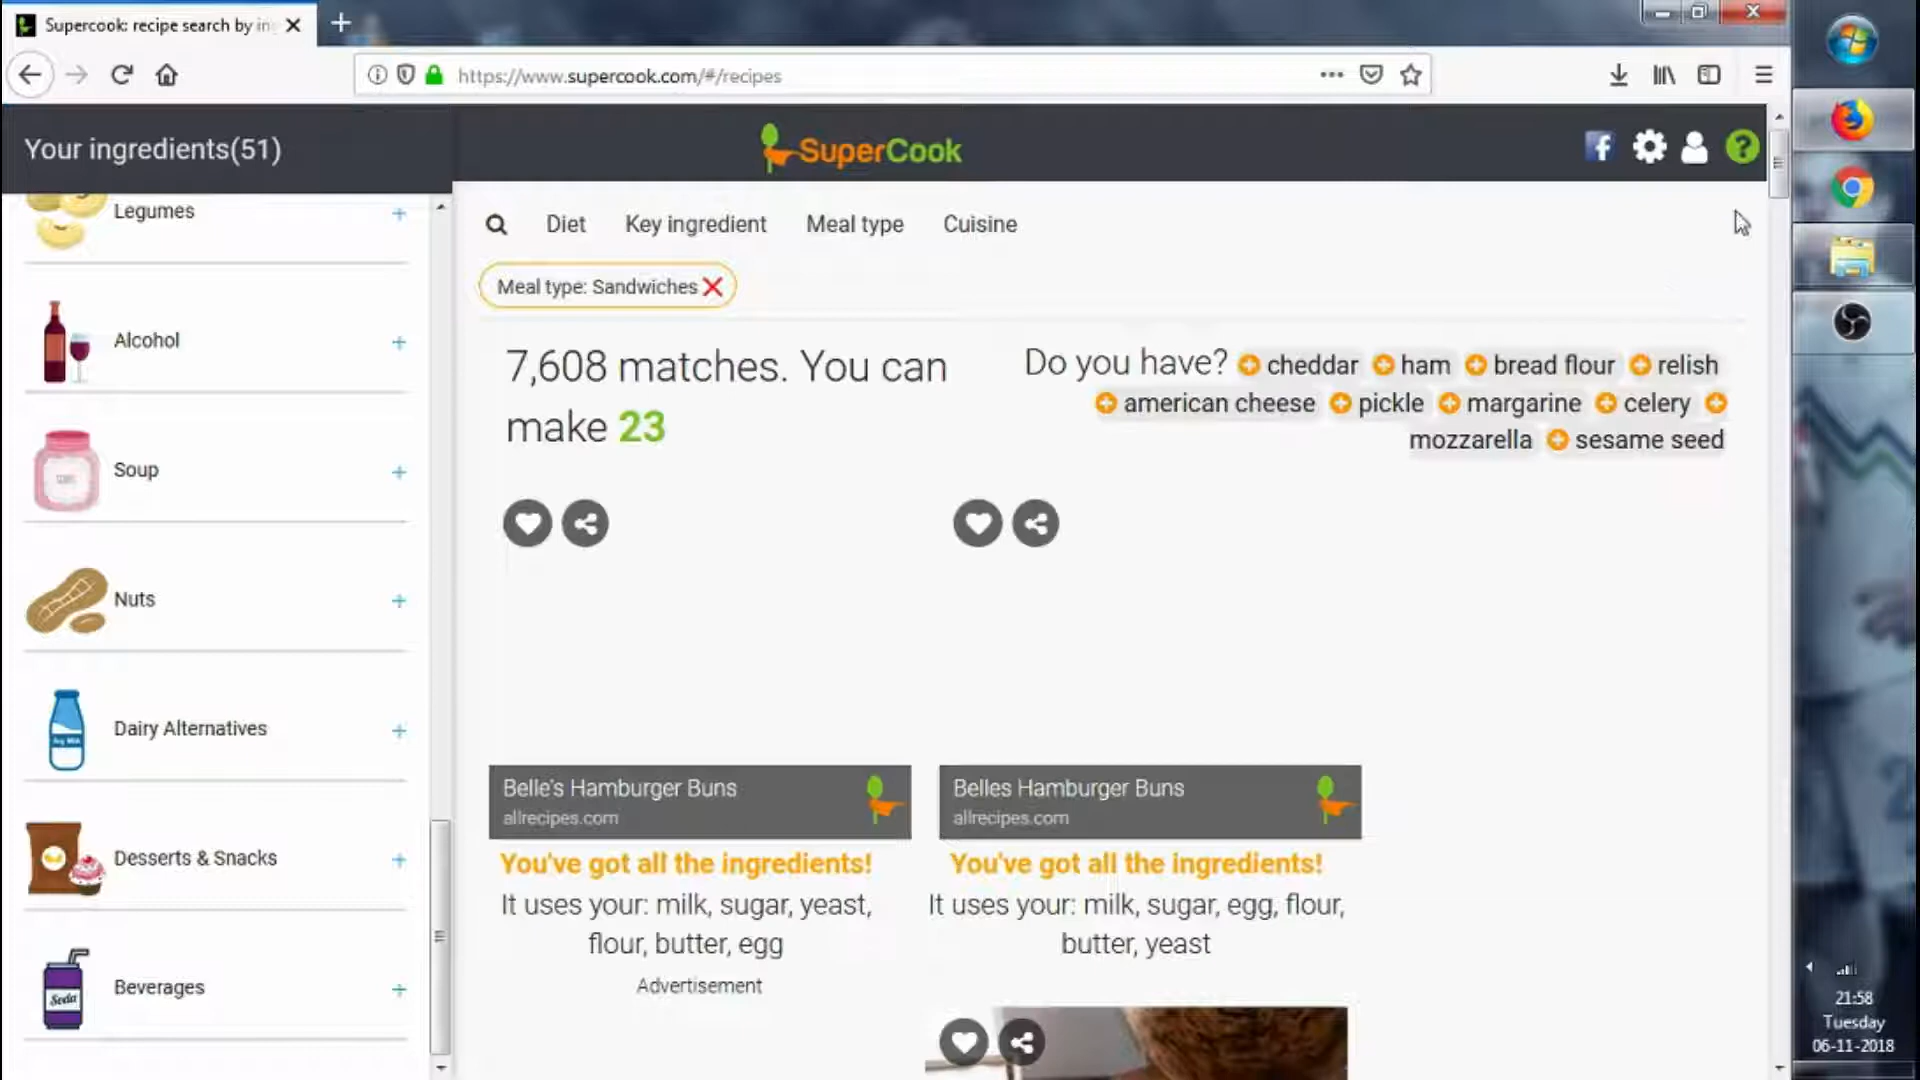 Supercook: recipe search by in
https://www.supercook.com/#/recipes
Your ingredients(51)
SuperCook
Legumes
Alcohol
Soup
Nuts
Dairy Alternatives
Desserts & Snacks
Soda
Beverages
Diet
Key ingredient
Meal type
Cuisine
Meal type: Sandwiches
7,608 matches. You can
make 23
Do you have? cheddar ham bread flour relish
american cheese pickle margarine celery
mozzarella sesame seed
Belle's Hamburger Buns
allrecipes.com
You've got all the ingredients!
It uses your: milk, sugar, yeast,
flour, butter, egg
Advertisement
Belles Hamburger Buns
allrecipes.com
You've got all the ingredients!
It uses your: milk, sugar, egg, flour,
butter, yeast
21:58
Tuesday
06-11-2018